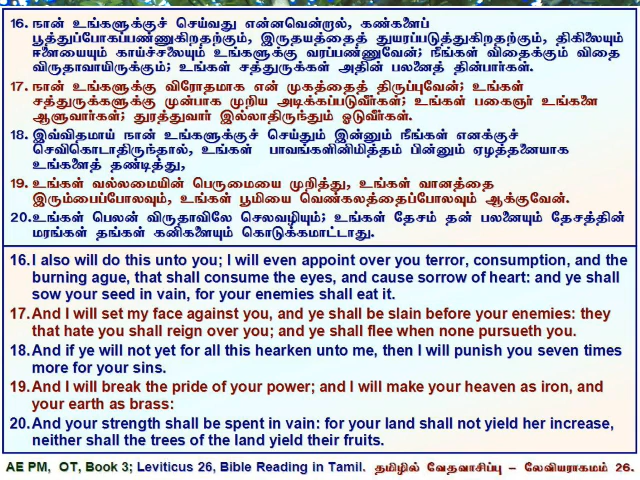 16. நான் உங்களுக்குச் செய்வது என்னவென்றால், கண்களைப்
பூத்துப்போகப்பண்ணுகிறதற்கும், இருதயத்தைத் துயரப்படுத்துகிறதற்கும், திகிலையும்
ஈளையையும் காய்ச்சலையும் உங்களுக்கு வரப்பண்ணுவேன்; நீங்கள் விதைக்கும் விதை
விருதாவாயிருக்கும்; உங்கள் சத்துருக்கள் அதின் பலனைத் தின்பார்கள்.
17. நான் உங்களுக்கு விரோதமாக என் முகத்தைத் திருப்புவேன்; உங்கள்
சத்துருக்களுக்கு முன்பாக முறிய அடிக்கப்படுவீர்கள்; உங்கள் பகைஞர் உங்களை
ஆளுவார்கள்; துரத்துவார் இல்லாதிருந்தும் ஓடுவீர்கள்.
18. இவ்விதமாய் நான் உங்களுக்குச் செய்தும் இன்னும் நீங்கள் எனக்குச்
செவிகொடாதிருந்தால், உங்கள் பாவங்களினிமித்தம் பின்னும் ஏழத்தனையாக
உங்களைத் தண்டித்து,
19. உங்கள் வல்லமையின் பெருமையை முறித்து, உங்கள் வானத்தை
இரும்பைப்போலவும், உங்கள் பூமியை வெண்கலத்தைப்போலவும் ஆக்குவேன்.
20. உங்கள் பெலன் விருதாவிலே செலவழியும்; உங்கள் தேசம் தன் பலனையும் தேசத்தின்
மரங்கள் தங்கள் கனிகளையும் கொடுக்கமாட்டாது.
16. I also will do this unto you; I will even appoint over you terror, consumption, and the
burning ague, that shall consume the eyes, and cause sorrow of heart: and ye shall
sow your seed in vain, for your enemies shall eat it.
17. And I will set my face against you, and ye shall be slain before your enemies: they
that hate you shall reign over you; and ye shall flee when none pursueth you.
18. And if ye will not yet for all this hearken unto me, then I will punish you seven times
more for your sins.
19. And I will break the pride of your power; and I will make your heaven as iron, and
your earth as brass:
20. And your strength shall be spent in vain: for your land shall not yield her increase,
neither shall the trees of the land yield their fruits.
AE PM, OT, Book 3; Leviticus 26, Bible Reading in Tamil. தமிழில் வேதவாசிப்பு – லேவியராகமம் 26.